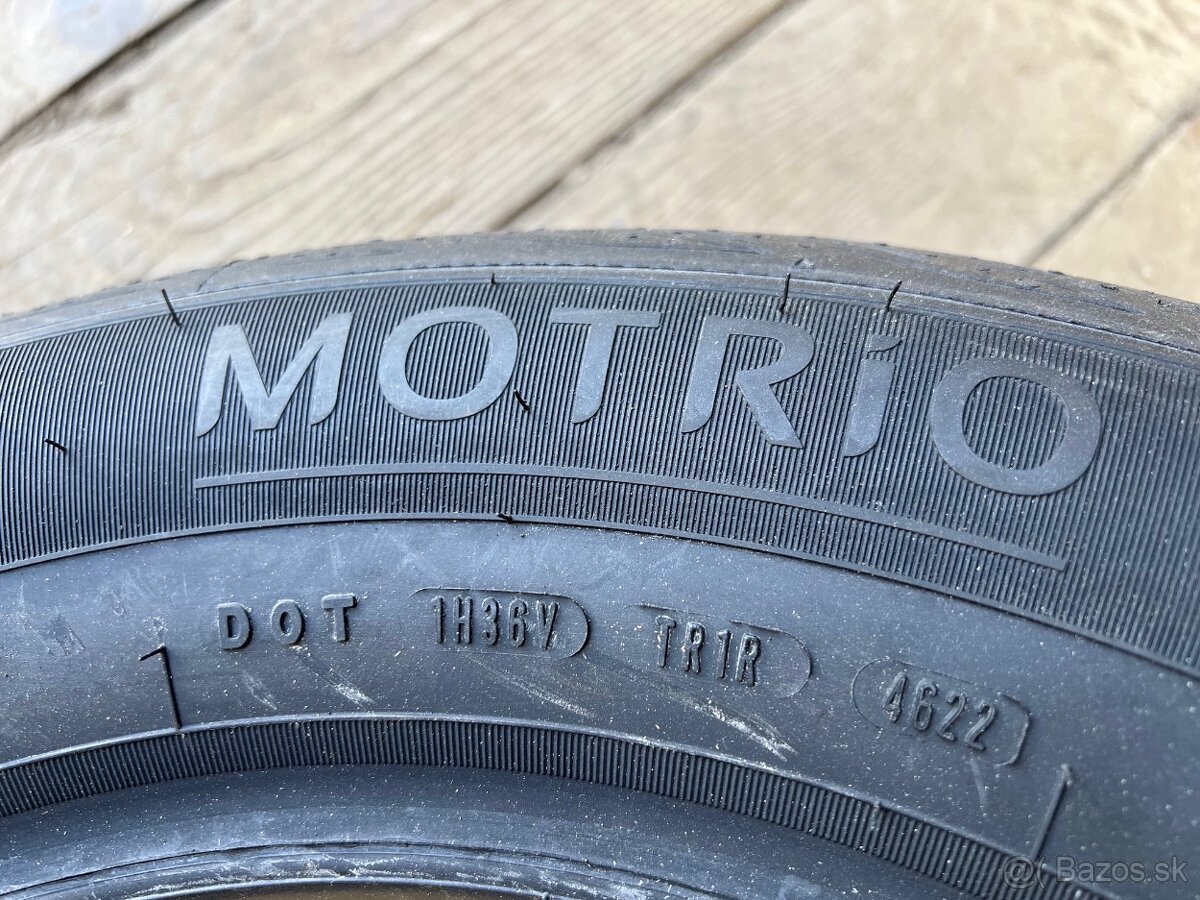 MOTRiO
DOT 1H36V TR1R 4622
Bazos.sk